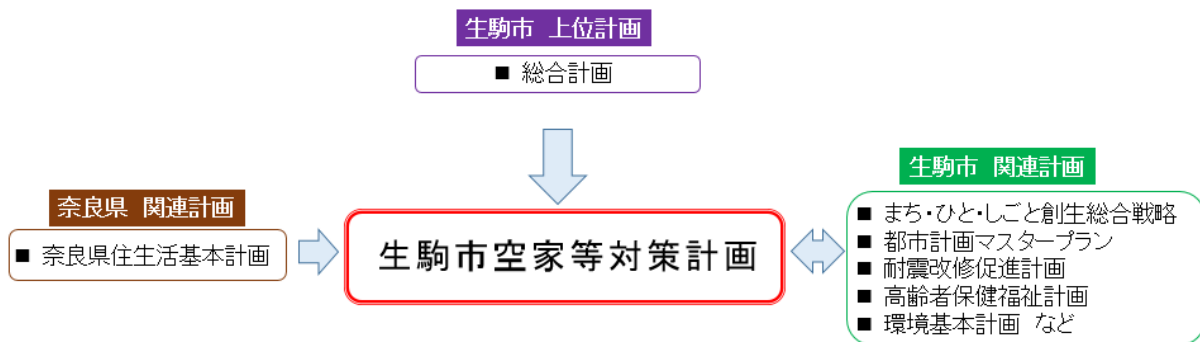 生駒市 上位計画
■ 総合計画
奈良県 関連計画
■ 奈良県住生活基本計画
生駒市空家等対策計画
生駒市 関連計画
■ まち・ひと・しごと創生総合戦略
■ 都市計画マスタープラン
■ 耐震改修促進計画
■ 高齢者保健福祉計画
■ 環境基本計画 など